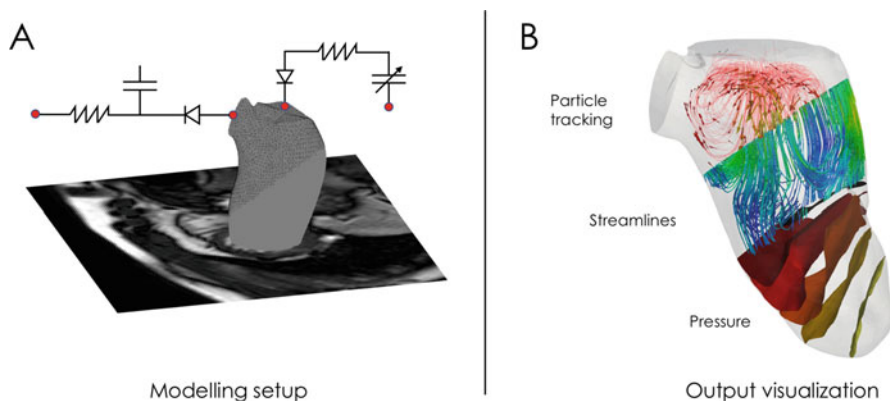 A
B
Particle
tracking
Streamlines
Pressure
Modelling setup
Output visualization